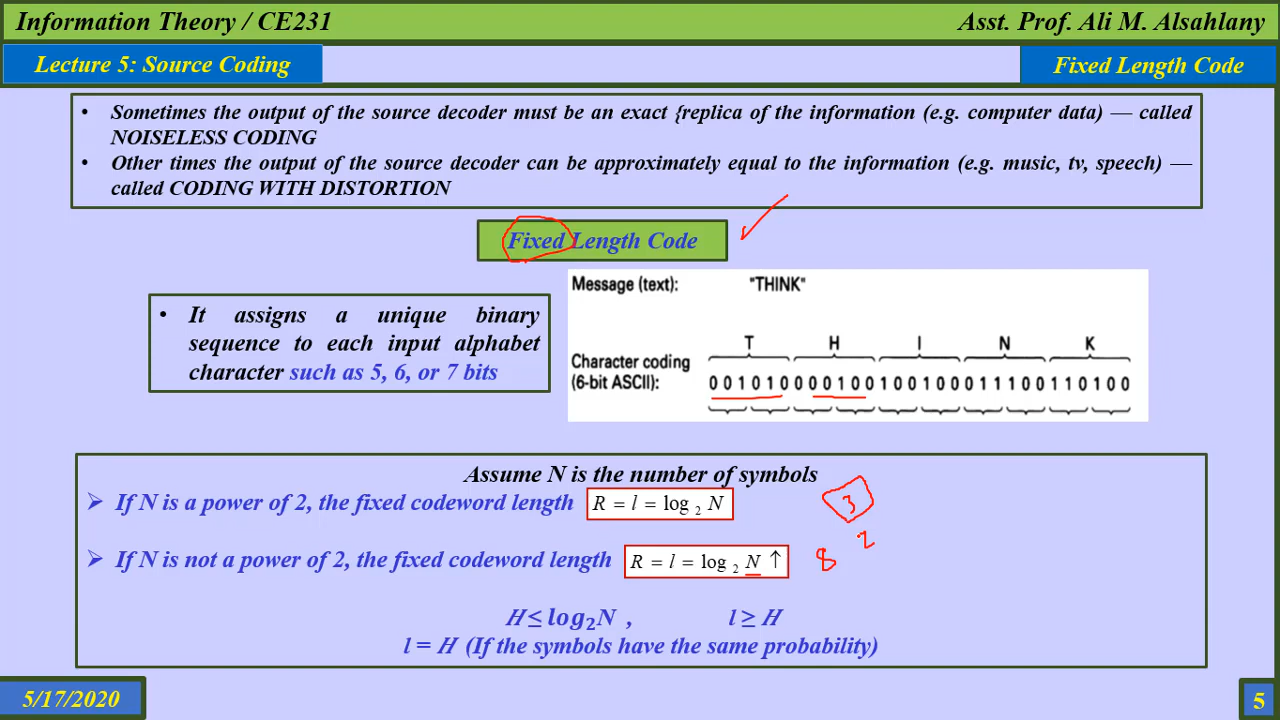 Information Theory / CE231
Asst. Prof. Ali M. Alsahlany
Lecture 5: Source Coding
Fixed Length Code
• Sometimes the output of the source decoder must be an exact {replica of the information (e.g. computer data) — called
NOISELESS CODING
• Other times the output of the source decoder can be approximately equal to the information (e.g. music, tv, speech) —
called CODING WITH DISTORTION
Fixed Length Code
• It assigns a unique binary
sequence to each input alphabet
character such as 5, 6, or 7 bits
Message (text): "THINK"
T H I N K
Character coding
(6-bit ASCII): 0 0 1 0 1 0 0 0 0 1 0 0 1 0 0 1 0 0 0 1 1 1 0 0 1 1 0 1 0 0
Assume N is the number of symbols
➢ If N is a power of 2, the fixed codeword length R = l = log 2 N
3
➢ If N is not a power of 2, the fixed codeword length R = l = log 2 N ↑
8 2
H ≤ log₂N , l ≥ H
l = H (If the symbols have the same probability)
5/17/2020
5